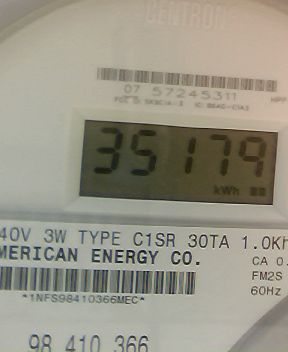 CENTRON
07 57245311
35179
kWh
40V 3W TYPE C1SR 30TA 1.0Kh
MERICAN ENERGY CO.
CA 0.
FM2S
*1NFS98410366MEC*
60Hz
98 410 366